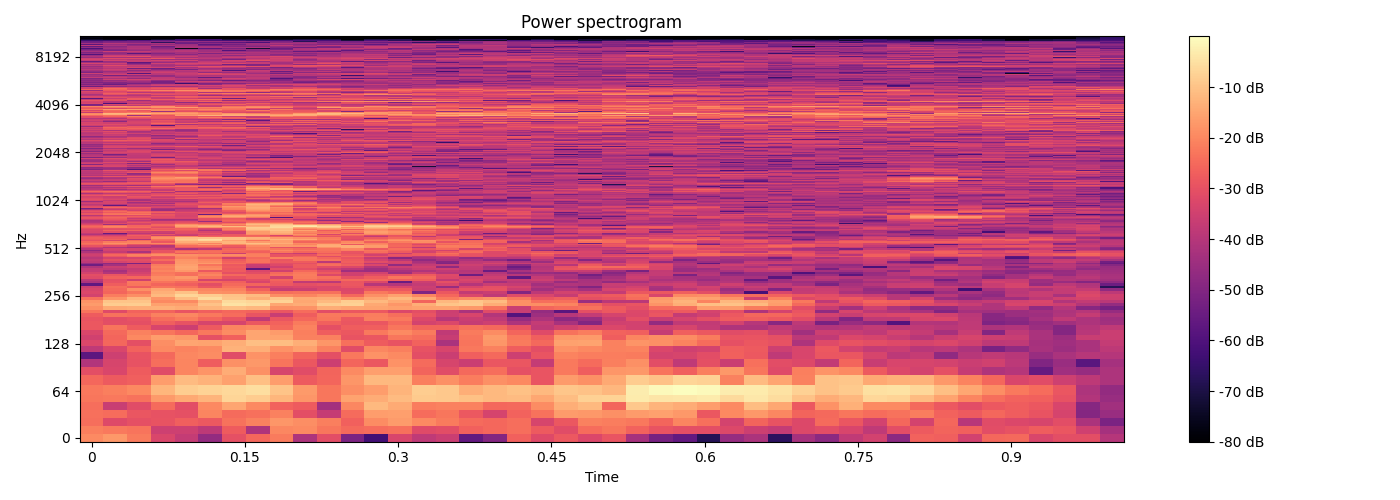 Power spectrogram
8192
4096
2048
1024
512
256
128
64
0
Hz
0
0.15
0.3
0.45
0.6
0.75
0.9
Time
-10 dB
-20 dB
-30 dB
-40 dB
-50 dB
-60 dB
-70 dB
-80 dB